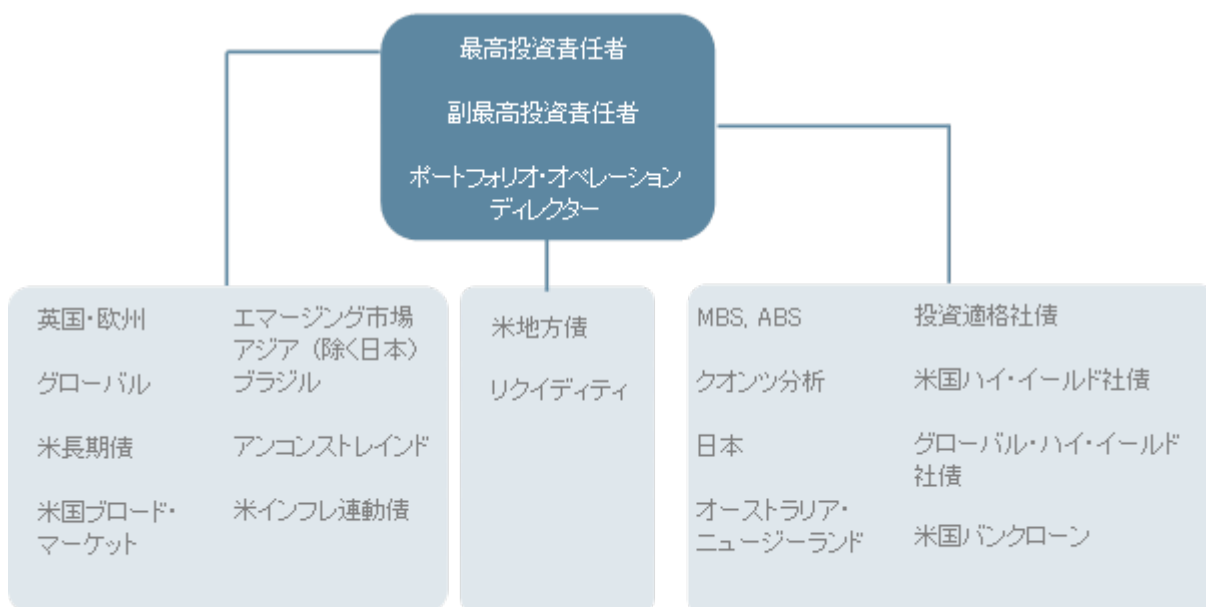 最高投資責任者
副最高投資責任者
ポートフォリオ・オペレーション
ディレクター
英国・欧州
グローバル
米長期債
米国ブロード・
マーケット
エマージング市場
アジア (除く日本)
ブラジル
アンコンストレインド
米インフレ連動債
米地方債
リクイディティ
MBS, ABS
クオンツ分析
日本
オーストラリア・
ニュージーランド
投資適格社債
米国ハイ・イールド社債
グローバル・ハイ・イールド
社債
米国バンクローン